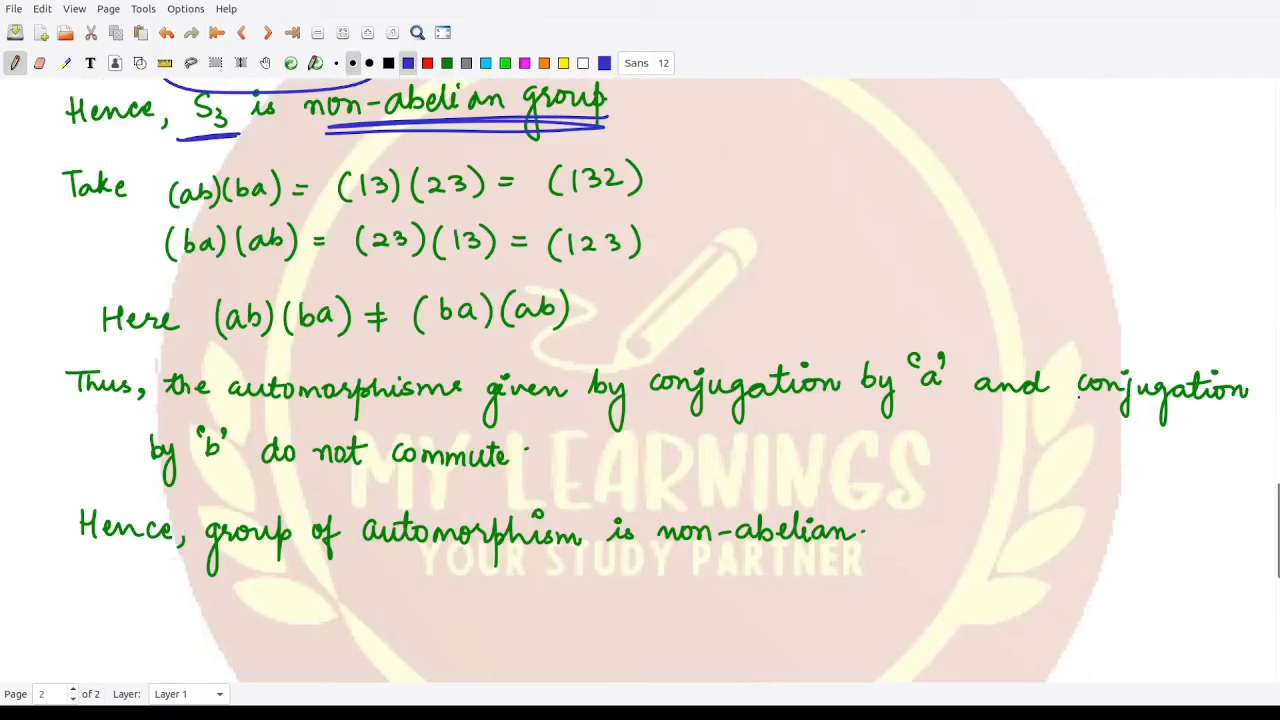 File Edit View Page Tools Options Help
T Sans 12
Hence, S3 is non-abelian group
Take (ab)(ba) = (13)(23) = (132)
(ba)(ab) = (23)(13) = (123)
Here (ab)(ba) ≠ (ba)(ab)
Thus, the automorphisms given by conjugation by 'a' and conjugation
by 'b' do not commute.
Hence, group of automorphism is non-abelian.
MY LEARNINGS
YOUR STUDY PARTNER
Page 2 of 2 Layer: Layer 1